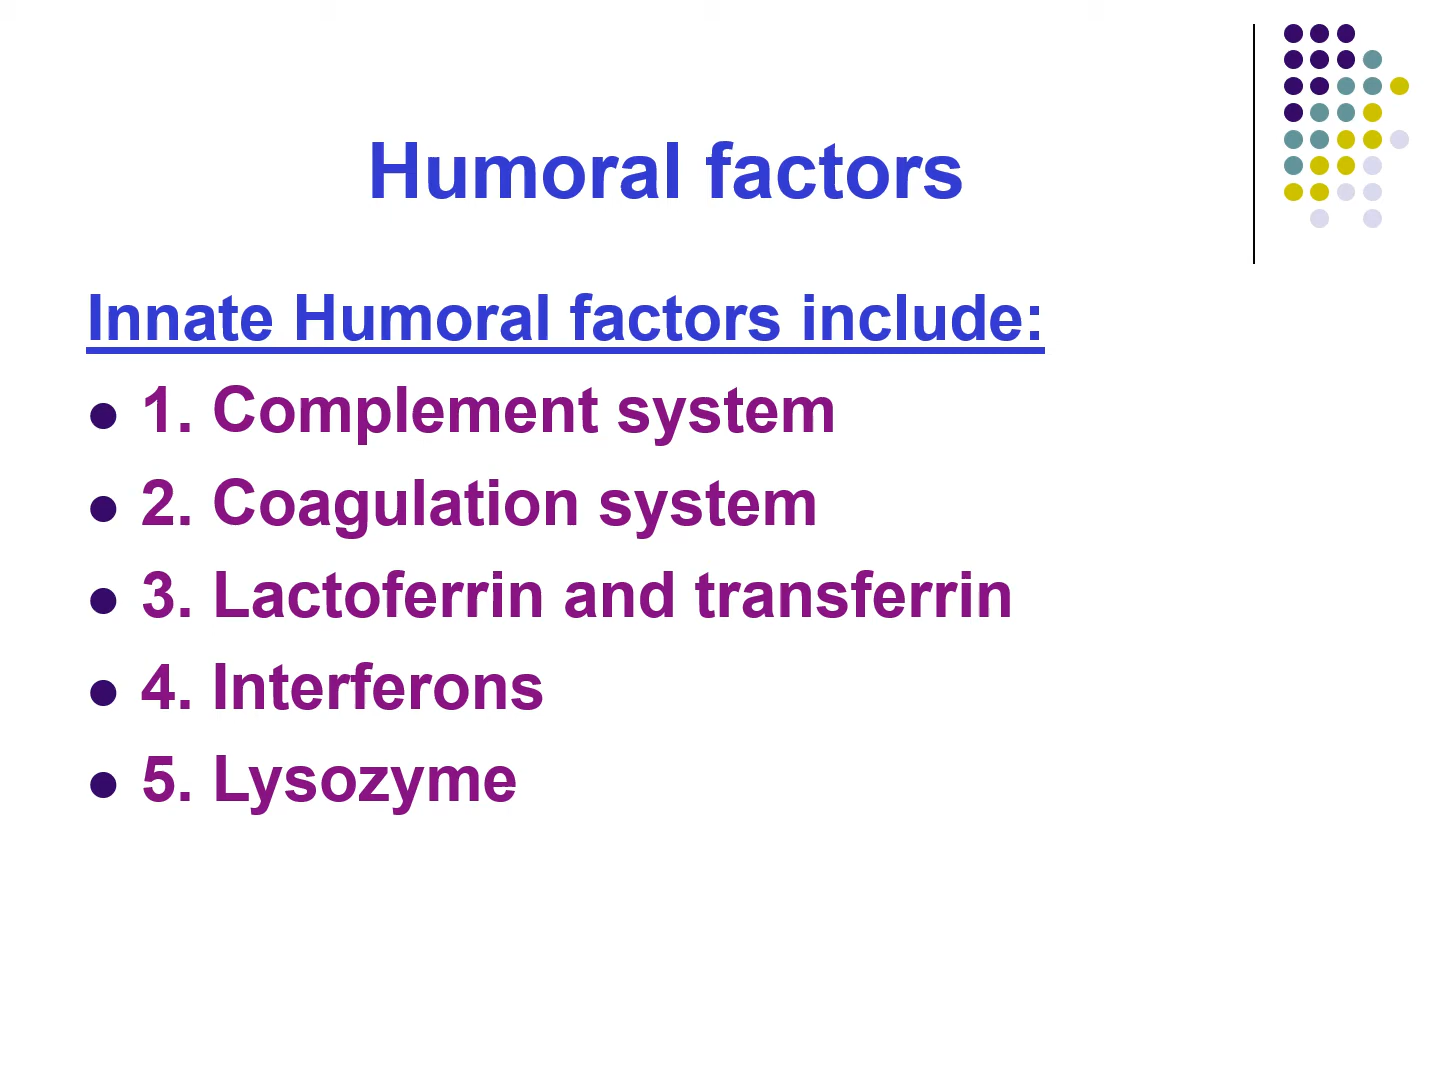 Humoral factors
Innate Humoral factors include:
● 1. Complement system
● 2. Coagulation system
● 3. Lactoferrin and transferrin
● 4. Interferons
● 5. Lysozyme